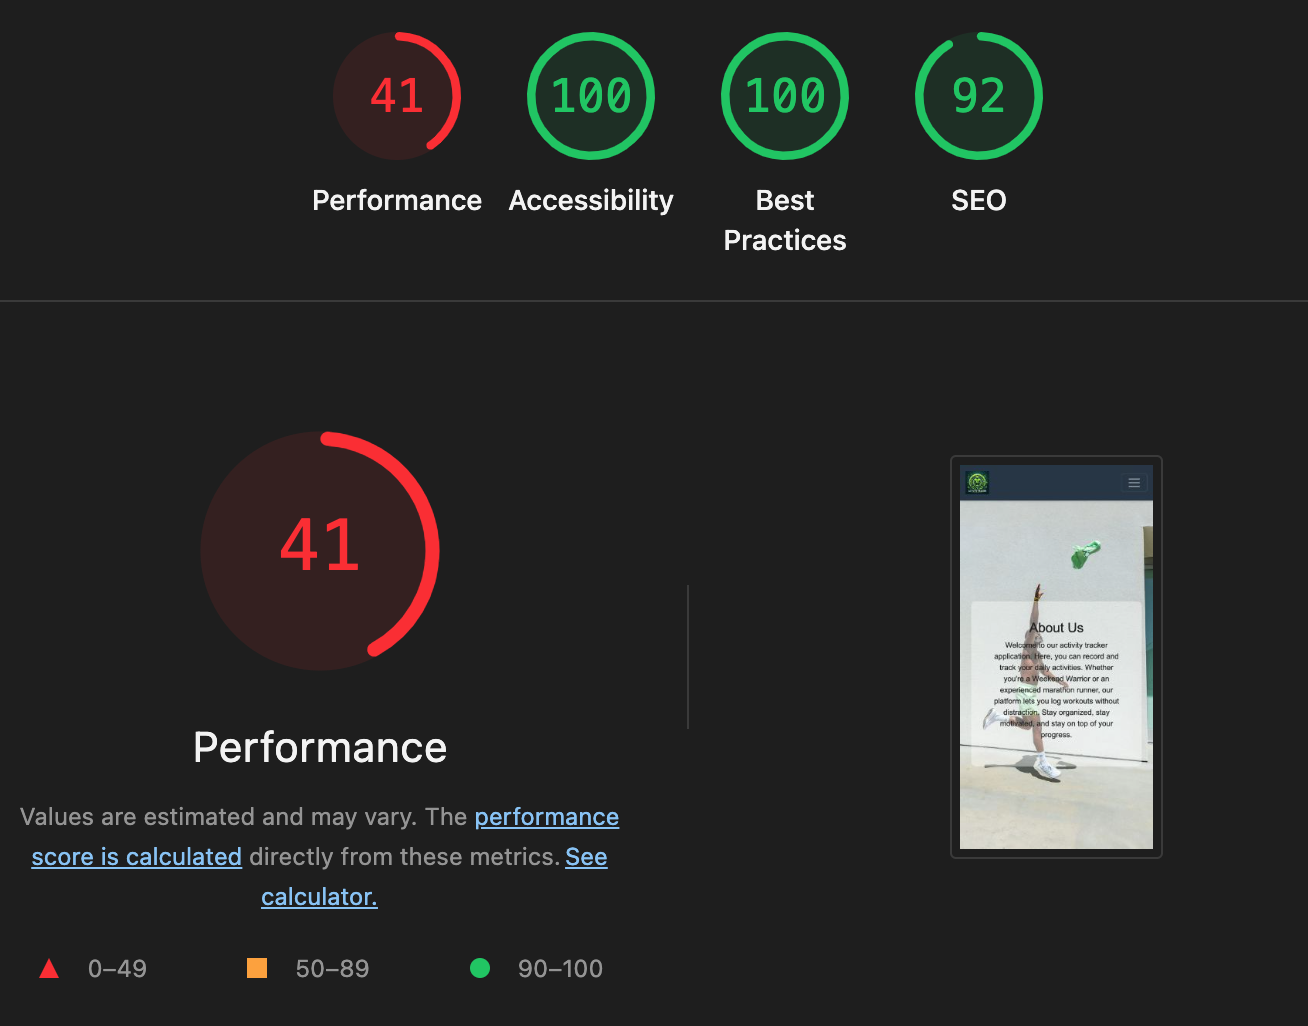 41
100
100
92
Performance
Accessibility
Best
Practices
SEO
41
Performance
Values are estimated and may vary. The performance
score is calculated directly from these metrics. See
calculator.
0–49
50–89
90–100
About Us
Welcome to our activity tracker
application. Here, you can record and
track your daily activities. Whether
you're a Weekend Warrior or an
experienced marathon runner, our
platform lets you log workouts without
distraction. Stay organized, stay
motivated, and stay on top of your
progress.